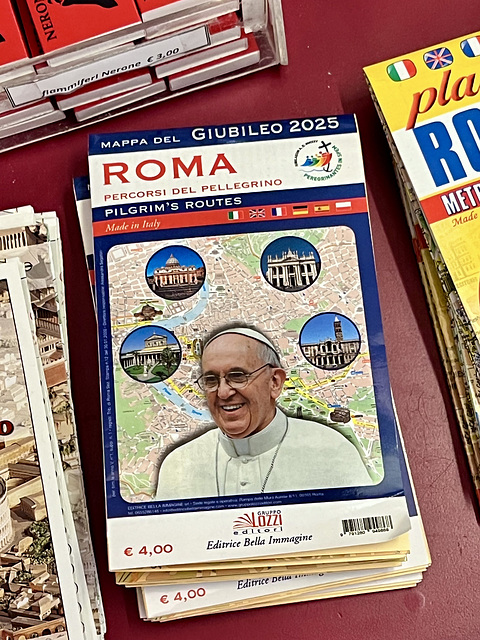 NERO
fiammiferi Nerone € 3,00
MAPPA DEL GIUBILEO 2025
ROMA
PERCORSI DEL PELLEGRINO
PILGRIM'S ROUTES
Made in Italy
PEREGRINANTES IN SPEM
EDITRICE BELLA IMMAGINE
GRUPPO
LOZZI
editori
Editrice Bella Immagine
€ 4,00
Editrice Bella Immagine
€ 4,00
pla
RO
METR
Made